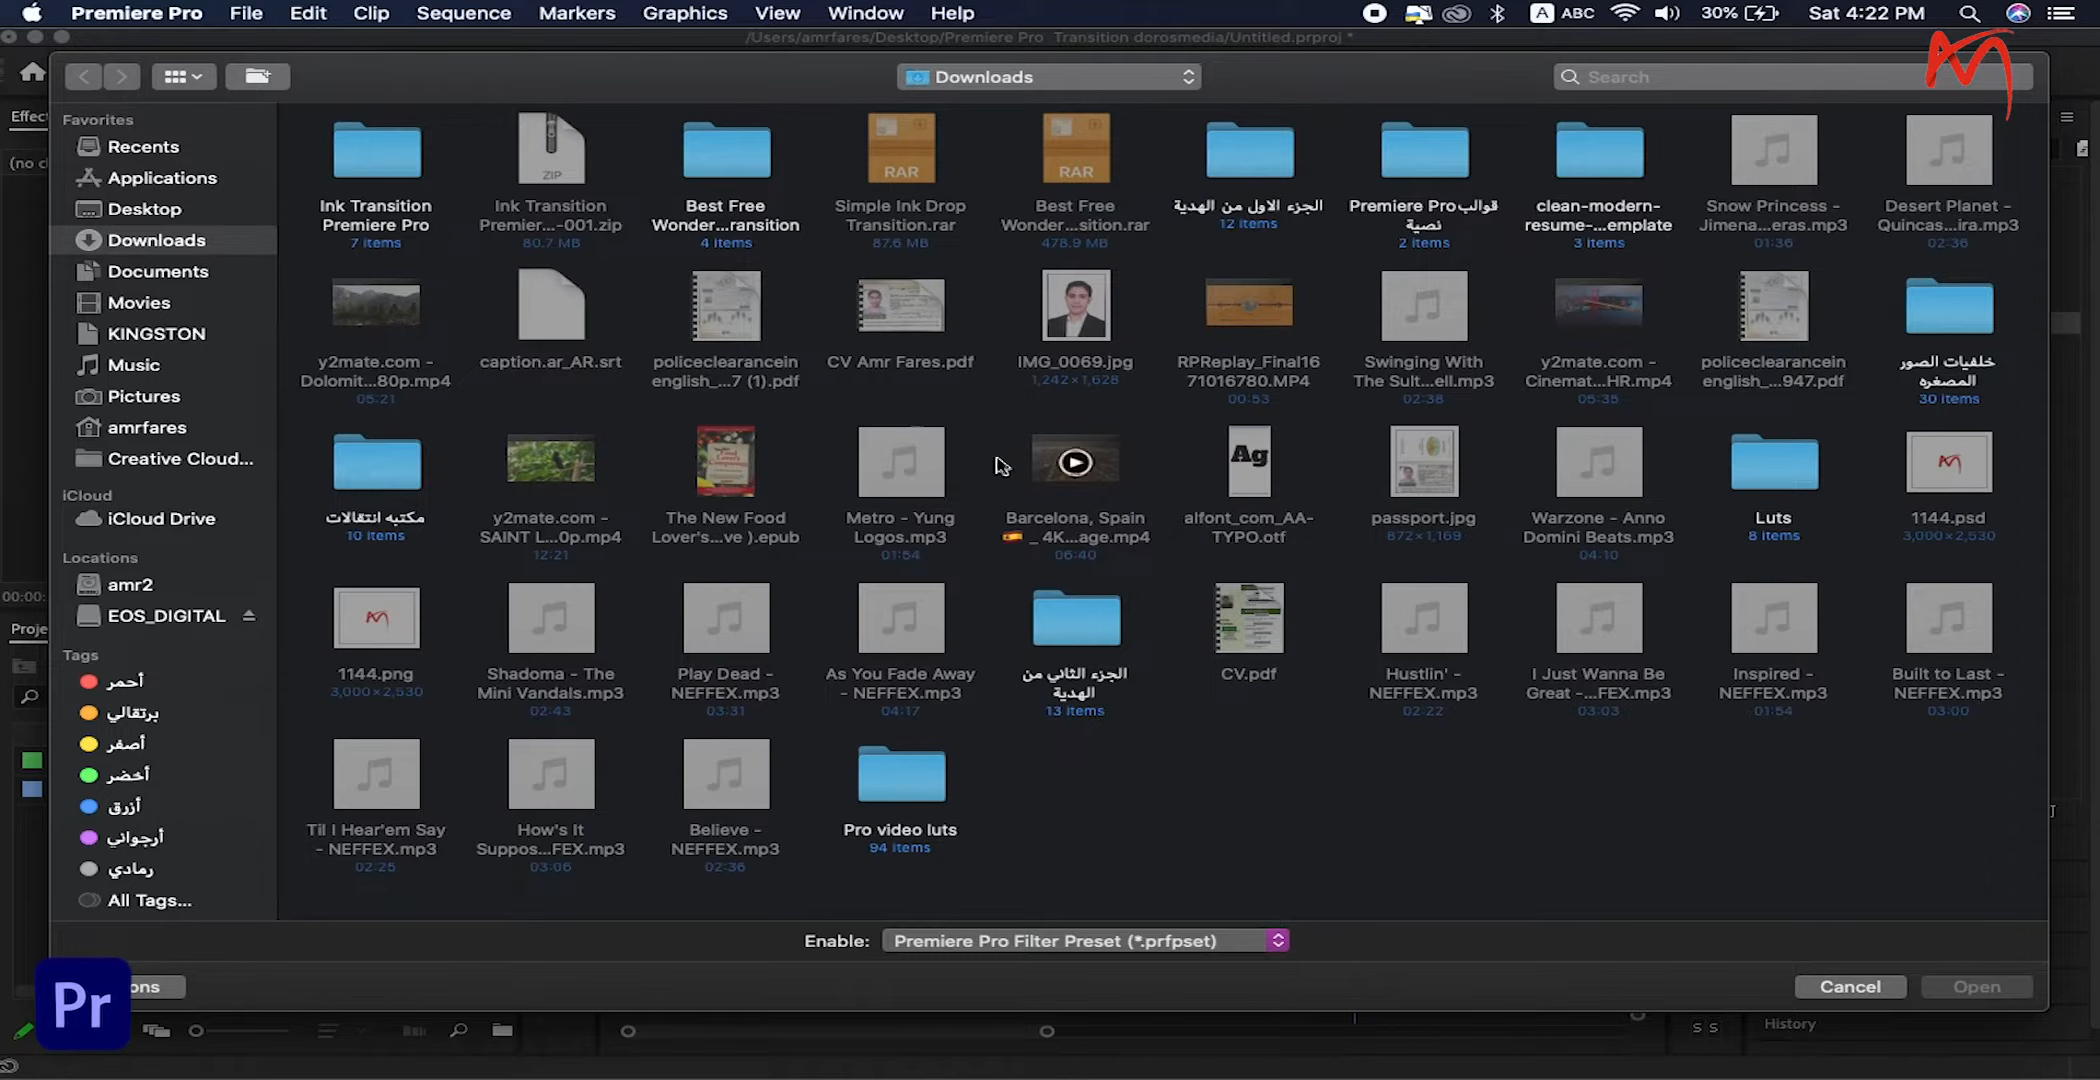 Premiere Pro File Edit Clip Sequence Markers Graphics View Window Help
A ABC 30% Sat 4:22 PM
/Users/amrfares/Desktop/Premiere Pro Transition dorosmedia/Untitled.prproj *
Downloads
Search
Effec
(no c
Favorites
Recents
Applications
Desktop
Downloads
Documents
Movies
KINGSTON
Music
Pictures
amrfares
Creative Cloud...
iCloud
iCloud Drive
Locations
amr2
EOS_DIGITAL
Tags
أحمر
برتقالي
أصفر
أخضر
أزرق
أرجواني
رمادي
All Tags...
00:00:
Proje
Ink Transition
Premiere Pro
7 items
ZIP
Ink Transition
Premier...-001.zip
80.7 MB
Best Free
Wonder...ransition
4 items
RAR
Simple Ink Drop
Transition.rar
87.6 MB
RAR
Best Free
Wonder...sition.rar
478.9 MB
الجزء الاول من الهدية
12 items
قوالب Premiere Pro
نصية
2 items
clean-modern-
resume-...emplate
3 items
Snow Princess -
Jimena...eras.mp3
01:36
Desert Planet -
Quincas...ira.mp3
02:36
y2mate.com -
Dolomit...80p.mp4
05:21
caption.ar_AR.srt
policeclearancein
english_...7 (1).pdf
CV Amr Fares.pdf
IMG_0069.jpg
1,242×1,628
RPReplay_Final16
71016780.MP4
00:53
Swinging With
The Sult...ell.mp3
02:38
y2mate.com -
Cinemat...HR.mp4
05:35
policeclearancein
english_...947.pdf
خلفيات الصور
المصغره
30 items
مكتبه انتقالات
10 items
y2mate.com -
SAINT L...0p.mp4
12:21
The New Food
Lover's...ve ).epub
Metro - Yung
Logos.mp3
01:54
Barcelona, Spain
🇪🇸 _ 4K...age.mp4
06:40
Ag
alfont_com_AA-
TYPO.otf
passport.jpg
872×1,169
Warzone - Anno
Domini Beats.mp3
04:10
Luts
8 items
1144.psd
3,000×2,530
1144.png
3,000×2,530
Shadoma - The
Mini Vandals.mp3
02:43
Play Dead -
NEFFEX.mp3
03:31
As You Fade Away
- NEFFEX.mp3
04:17
الجزء الثاني من
الهدية
13 items
CV.pdf
Hustlin' -
NEFFEX.mp3
02:22
I Just Wanna Be
Great -...FEX.mp3
03:03
Inspired -
NEFFEX.mp3
01:54
Built to Last -
NEFFEX.mp3
03:00
Til I Hear'em Say
- NEFFEX.mp3
02:25
How's It
Suppos...FEX.mp3
03:06
Believe -
NEFFEX.mp3
02:36
Pro video luts
94 items
Enable: Premiere Pro Filter Preset (*.prfpset)
ons
Cancel
Open
Pr
S S
History